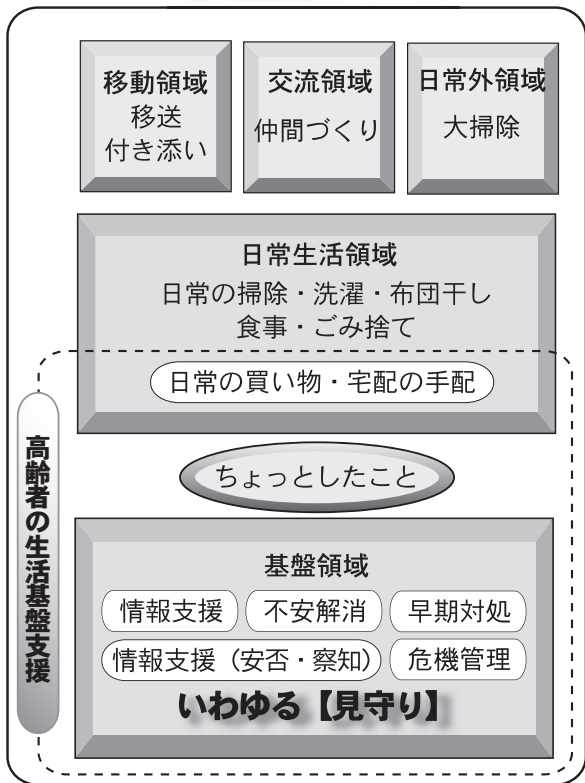 移動領域
移送
付き添い
交流領域
仲間づくり
日常外領域
大掃除
日常生活領域
日常の掃除・洗濯・布団干し
食事・ごみ捨て
日常の買い物・宅配の手配
高齢者の生活基盤支援
ちょっとしたこと
基盤領域
情報支援
不安解消
早期対処
情報支援（安否・察知）
危機管理
いわゆる【見守り】